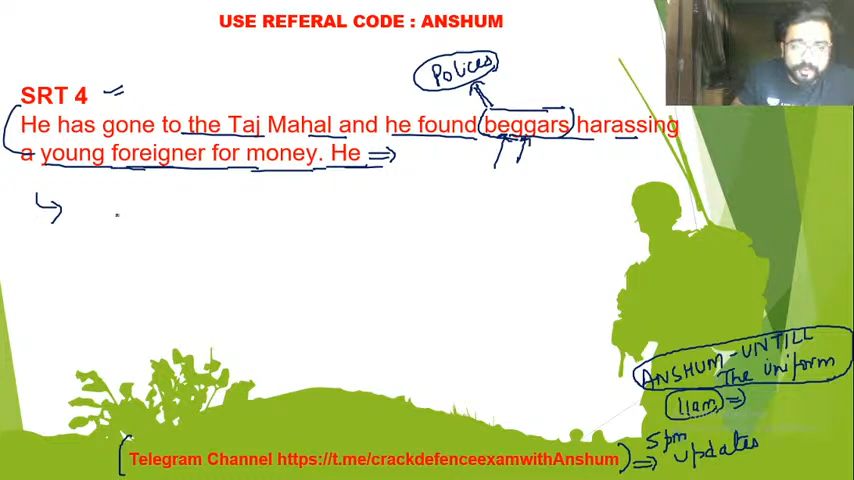 USE REFERAL CODE : ANSHUM
Polices
SRT 4
He has gone to the Taj Mahal and he found beggars harassing
a young foreigner for money. He
ANSHUM - UNTILL
The uniform
11am
5pm
updates
Telegram Channel https://t.me/crackdefenceexamwithAnshum